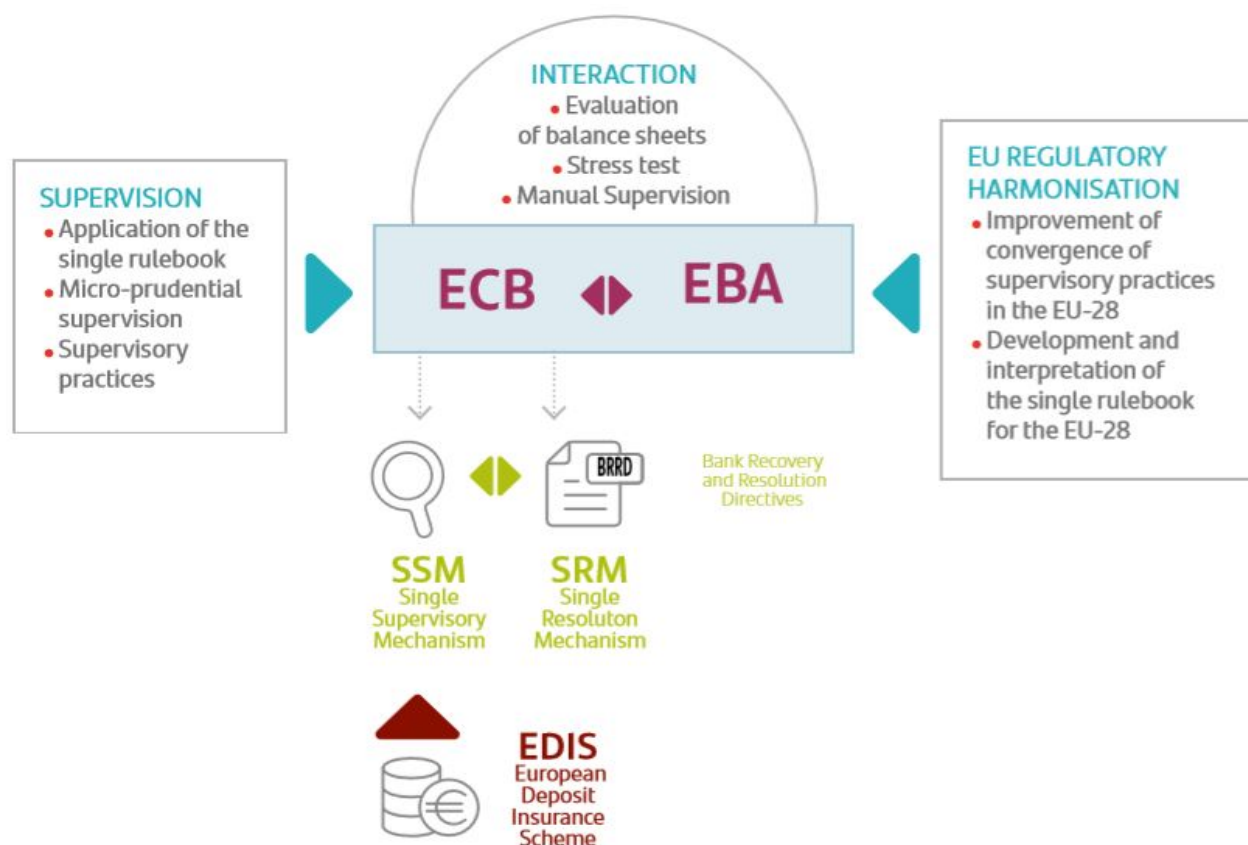 INTERACTION
• Evaluation
of balance sheets
• Stress test
• Manual Supervision
SUPERVISION
• Application of the
single rulebook
• Micro-prudential
supervision
• Supervisory
practices
ECB
EBA
EU REGULATORY
HARMONISATION
• Improvement of
convergence of
supervisory practices
in the EU-28
• Development and
interpretation of
the single rulebook
for the EU-28
BRRD
Bank Recovery
and Resolution
Directives
SSM
Single
Supervisory
Mechanism
SRM
Single
Resoluton
Mechanism
EDIS
European
Deposit
Insurance
Scheme